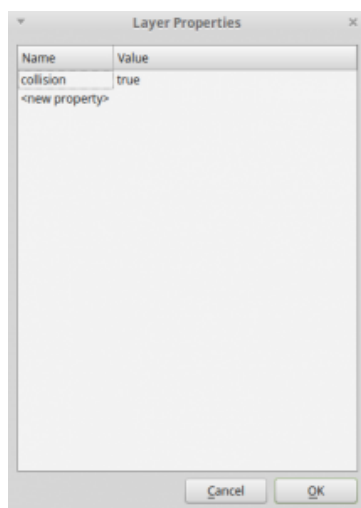 Layer Properties
Name Value
collision true
<new property>
Cancel OK